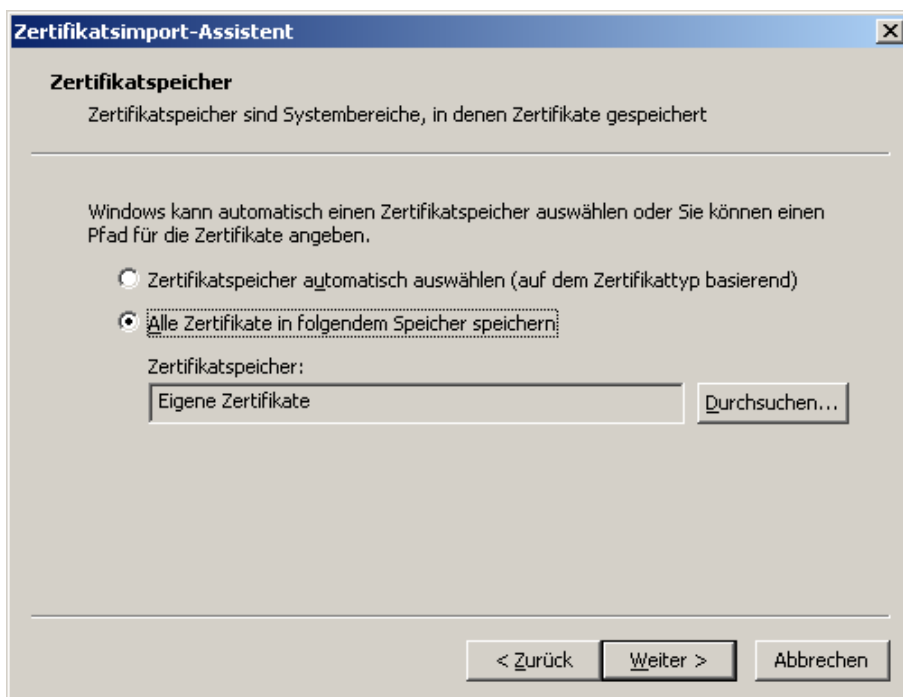 Zertifikatsimport-Assistent
Zertifikatspeicher
Zertifikatspeicher sind Systembereiche, in denen Zertifikate gespeichert
Windows kann automatisch einen Zertifikatspeicher auswählen oder Sie können einen
Pfad für die Zertifikate angeben.
Zertifikatspeicher automatisch auswählen (auf dem Zertifikattyp basierend)
Alle Zertifikate in folgendem Speicher speichern
Zertifikatspeicher:
Eigene Zertifikate
Durchsuchen...
< Zurück
Weiter >
Abbrechen